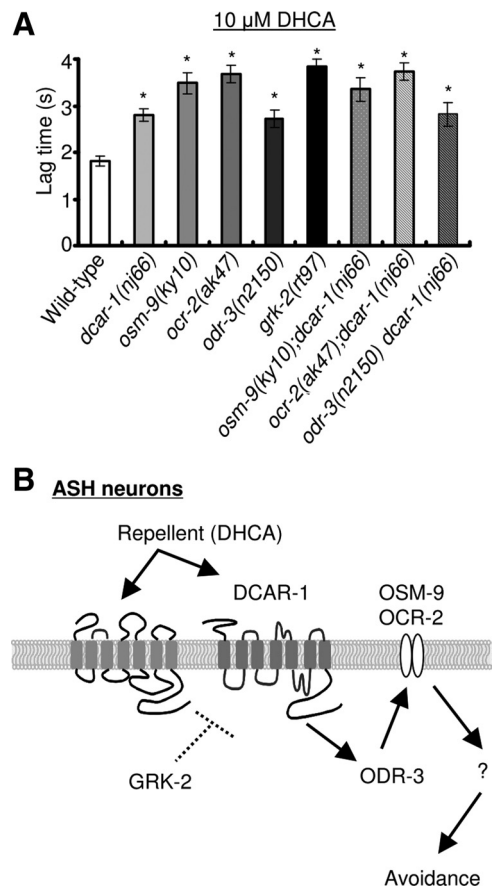 A
10 μM DHCA
Lag time (s)
4
3
2
1
0
* * * * * * * *
Wild-type
dcar-1(nj66)
osm-9(ky10)
ocr-2(ak47)
odr-3(n2150)
grk-2(rt97)
osm-9(ky10);dcar-1(nj66)
ocr-2(ak47);dcar-1(nj66)
odr-3(n2150) dcar-1(nj66)
B ASH neurons
Repellent (DHCA)
DCAR-1 OSM-9
OCR-2
GRK-2 ODR-3 ?
Avoidance